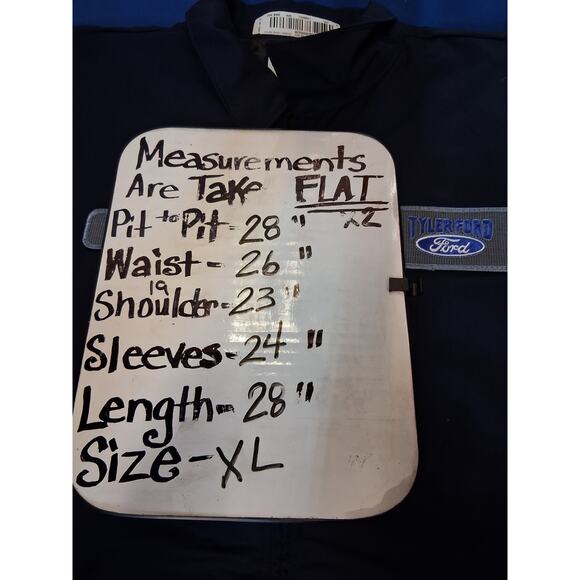 Measurements
Are Take FLAT
x2
Pit to Pit - 28 "
Waist - 26 "
19
Shoulder - 23 "
Sleeves - 24 "
Length - 28 "
Size - XL
TYLER FORD
Ford